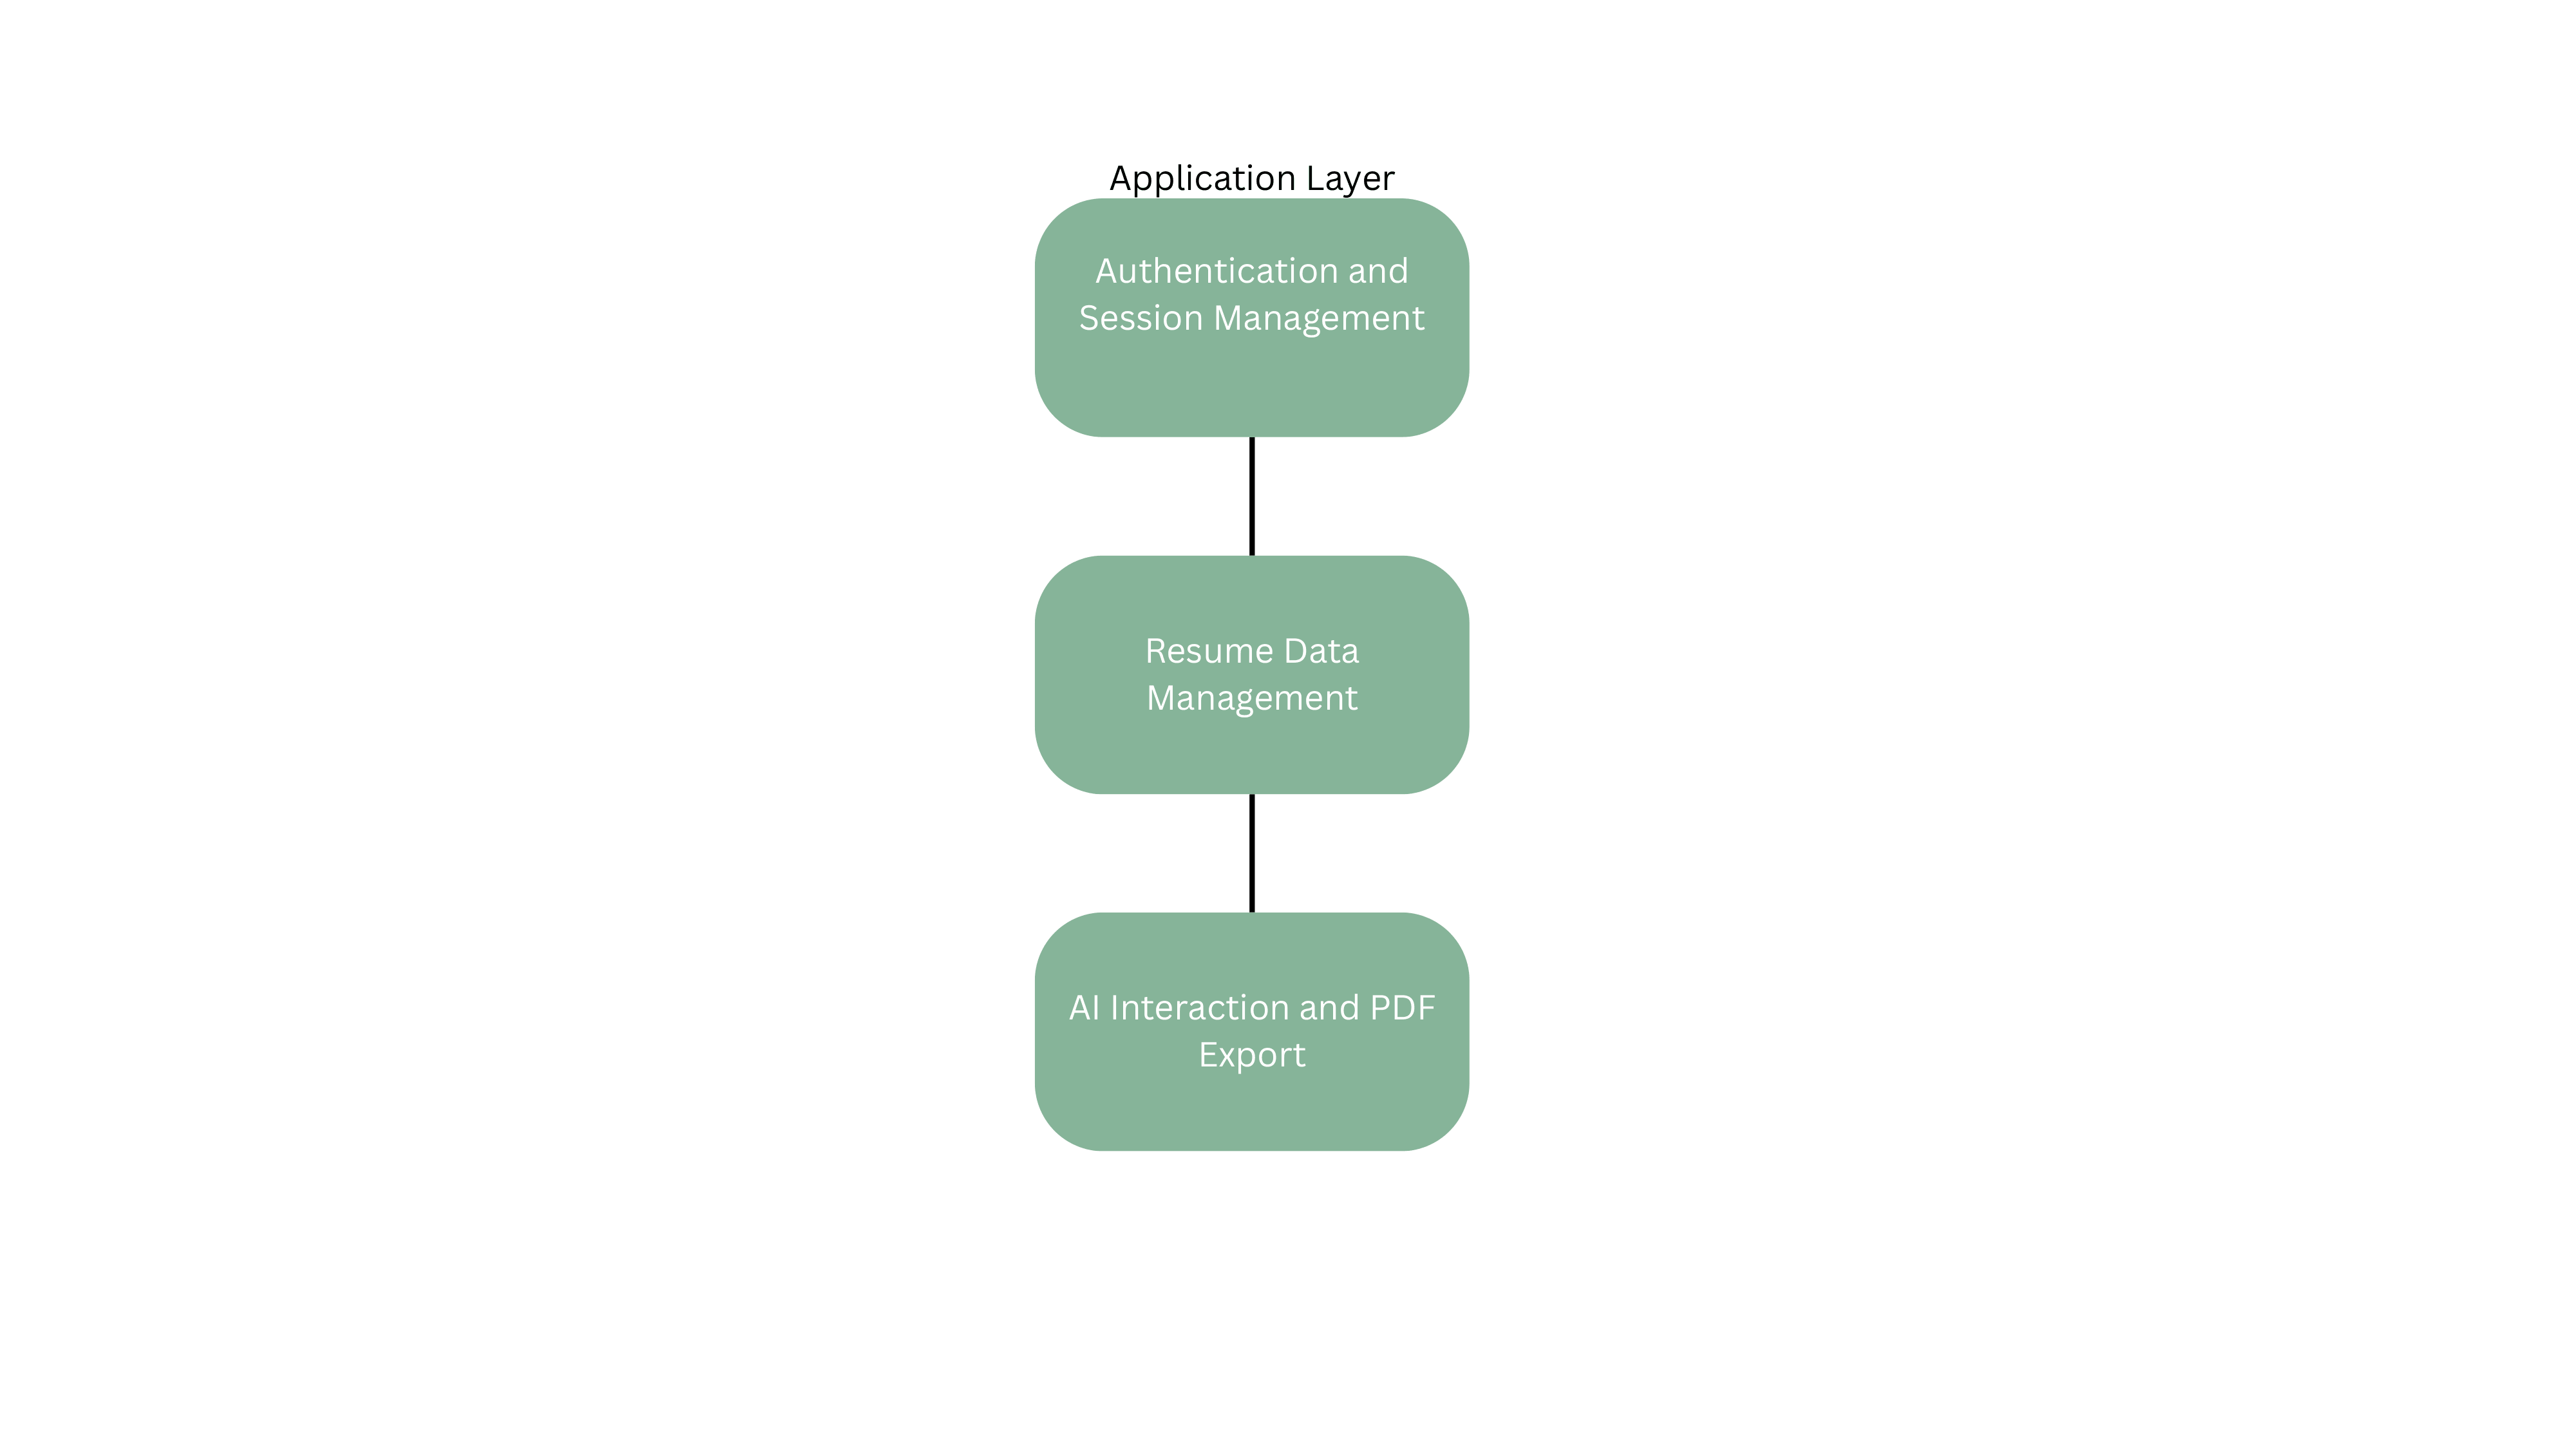 Application Layer
Authentication and
Session Management
Resume Data
Management
AI Interaction and PDF
Export